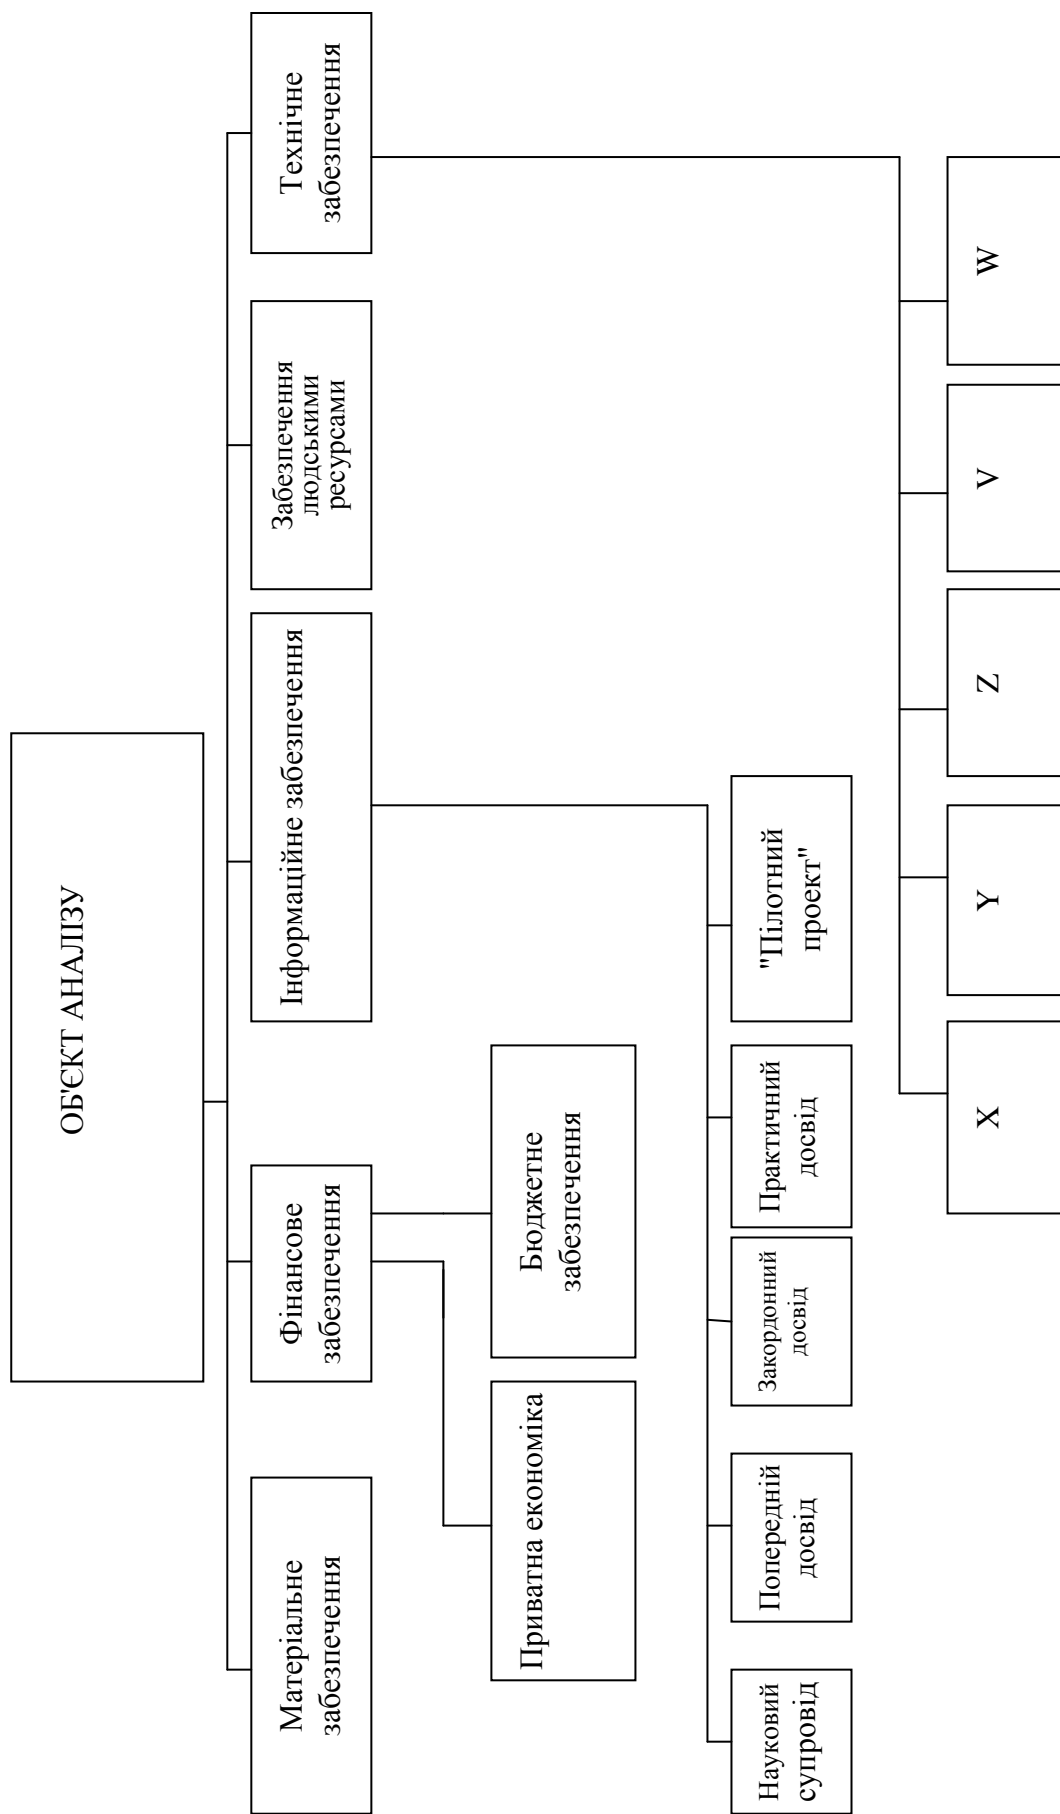 ОБ'ЄКТ АНАЛІЗУ
Матеріальне
забезпечення
Фінансове
забезпечення
Інформаційне забезпечення
Забезпечення
людськими
ресурсами
Технічне
забезпечення
Приватна економіка
Бюджетне
забезпечення
Науковий
супровід
Попередній
досвід
Закордонний
досвід
Практичний
досвід
"Пілотний
проект"
X
Y
Z
V
W